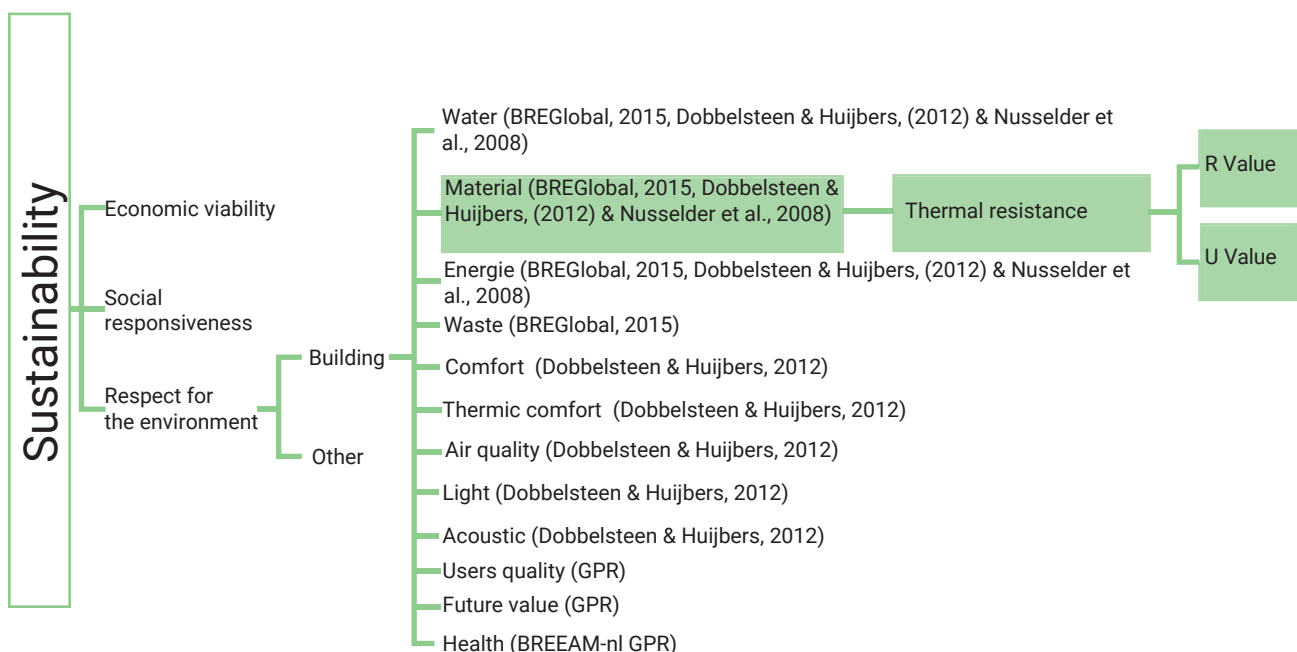 Sustainability
Economic viability
Social
responsiveness
Respect for
the environment
Building
Other
Water (BREGlobal, 2015, Dobbelsteen & Huijbers, (2012) & Nusselder et
al., 2008)
Material (BREGlobal, 2015, Dobbelsteen &
Huijbers, (2012) & Nusselder et al., 2008)
Thermal resistance
R Value
U Value
Energie (BREGlobal, 2015, Dobbelsteen & Huijbers, (2012) & Nusselder et
al., 2008)
Waste (BREGlobal, 2015)
Comfort  (Dobbelsteen & Huijbers, 2012)
Thermic comfort  (Dobbelsteen & Huijbers, 2012)
Air quality (Dobbelsteen & Huijbers, 2012)
Light (Dobbelsteen & Huijbers, 2012)
Acoustic (Dobbelsteen & Huijbers, 2012)
Users quality (GPR)
Future value (GPR)
Health (BREEAM-nl GPR)